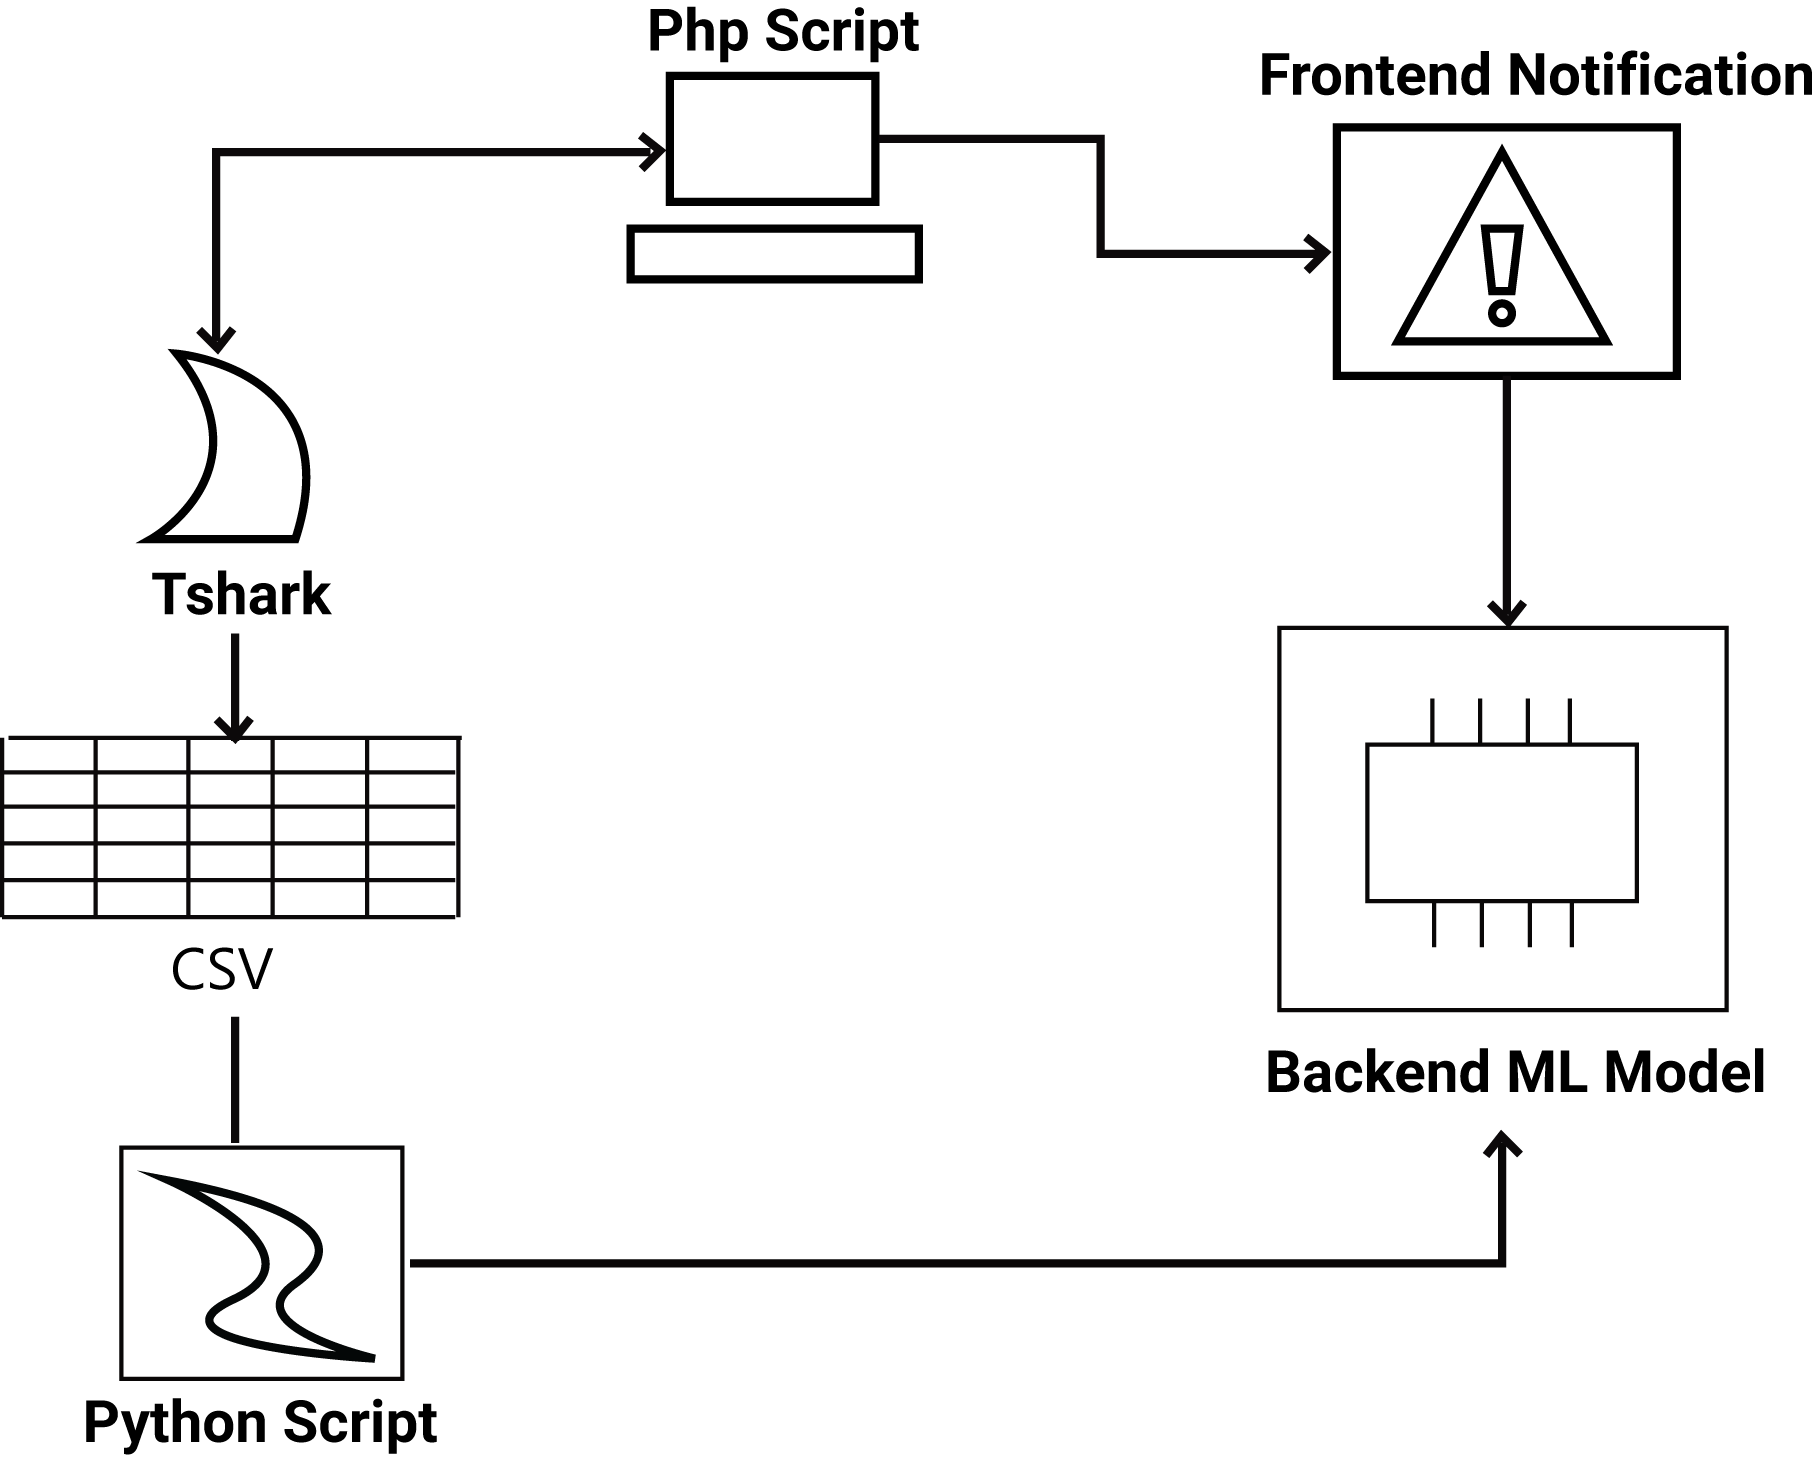 Php Script
Frontend Notification
Tshark
CSV
Backend ML Model
Python Script